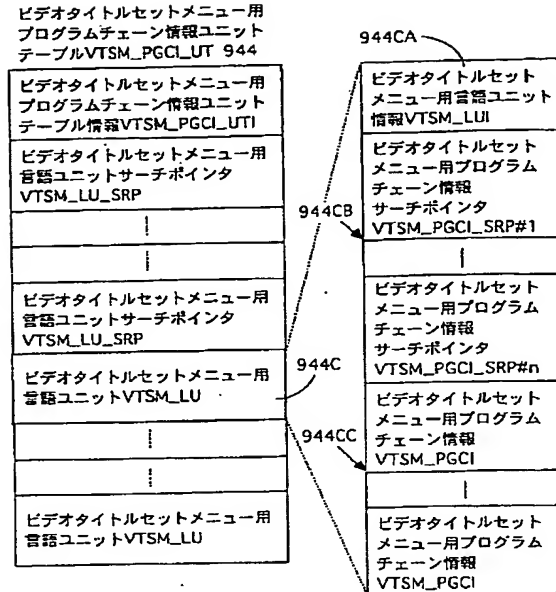 ビデオタイトルセットメニュー用
プログラムチェーン情報ユニット
テーブルVTSM_PGCI_UT 944
ビデオタイトルセットメニュー用
プログラムチェーン情報ユニット
テーブル情報VTSM_PGCI_UTI
ビデオタイトルセットメニュー用
言語ユニットサーチポインタ
VTSM_LU_SRP
ビデオタイトルセットメニュー用
言語ユニットサーチポインタ
VTSM_LU_SRP
ビデオタイトルセットメニュー用
言語ユニットVTSM_LU
ビデオタイトルセットメニュー用
言語ユニットVTSM_LU
944C
944CA
ビデオタイトルセット
メニュー用言語ユニット
情報VTSM_LUI
ビデオタイトルセット
メニュー用プログラム
チェーン情報
サーチポインタ
VTSM_PGCI_SRP#1
944CB
ビデオタイトルセット
メニュー用プログラム
チェーン情報
サーチポインタ
VTSM_PGCI_SRP#n
ビデオタイトルセット
メニュー用プログラム
チェーン情報
VTSM_PGCI
944CC
ビデオタイトルセット
メニュー用プログラム
チェーン情報
VTSM_PGCI